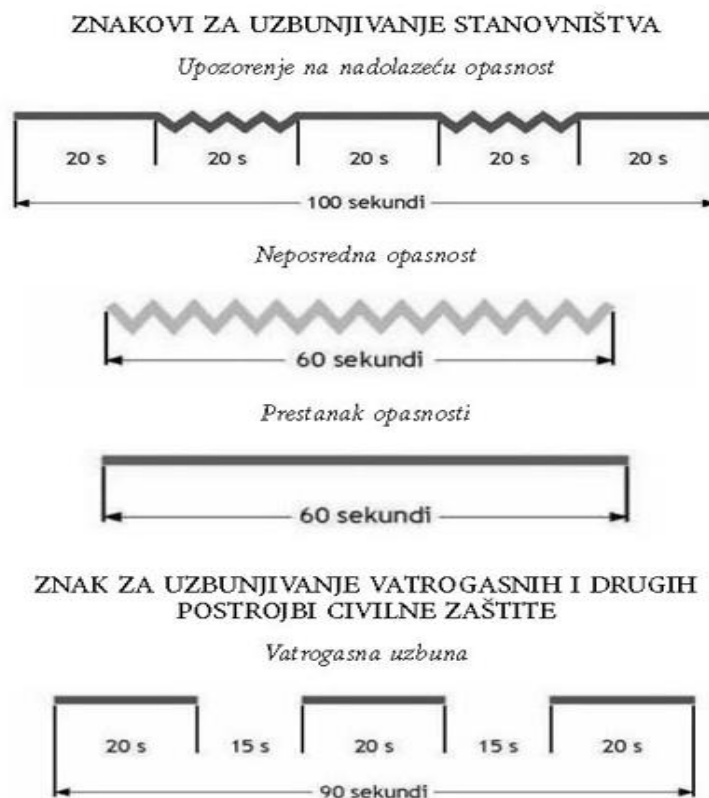 ZNAKOVI ZA UZBUNJIVANJE STANOVNIŠTVA
Upozorenje na nadolazeću opasnost
20 s 20 s 20 s 20 s 20 s
100 sekundi
Neposredna opasnost
60 sekundi
Prestanak opasnosti
60 sekundi
ZNAK ZA UZBUNJIVANJE VATROGASNIH I DRUGIH
POSTROJBI CIVILNE ZAŠTITE
Vatrogasna uzbuna
20 s 15 s 20 s 15 s 20 s
90 sekundi